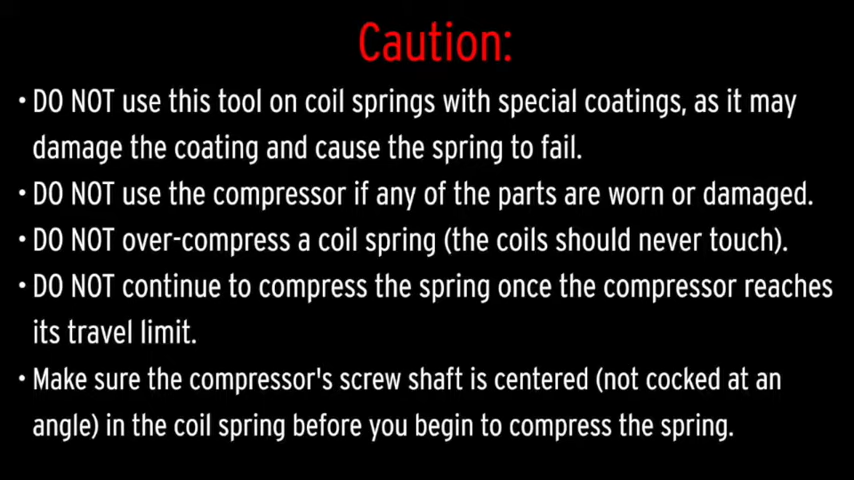 Caution:
• DO NOT use this tool on coil springs with special coatings, as it may
damage the coating and cause the spring to fail.
• DO NOT use the compressor if any of the parts are worn or damaged.
• DO NOT over-compress a coil spring (the coils should never touch).
• DO NOT continue to compress the spring once the compressor reaches
its travel limit.
• Make sure the compressor's screw shaft is centered (not cocked at an
angle) in the coil spring before you begin to compress the spring.